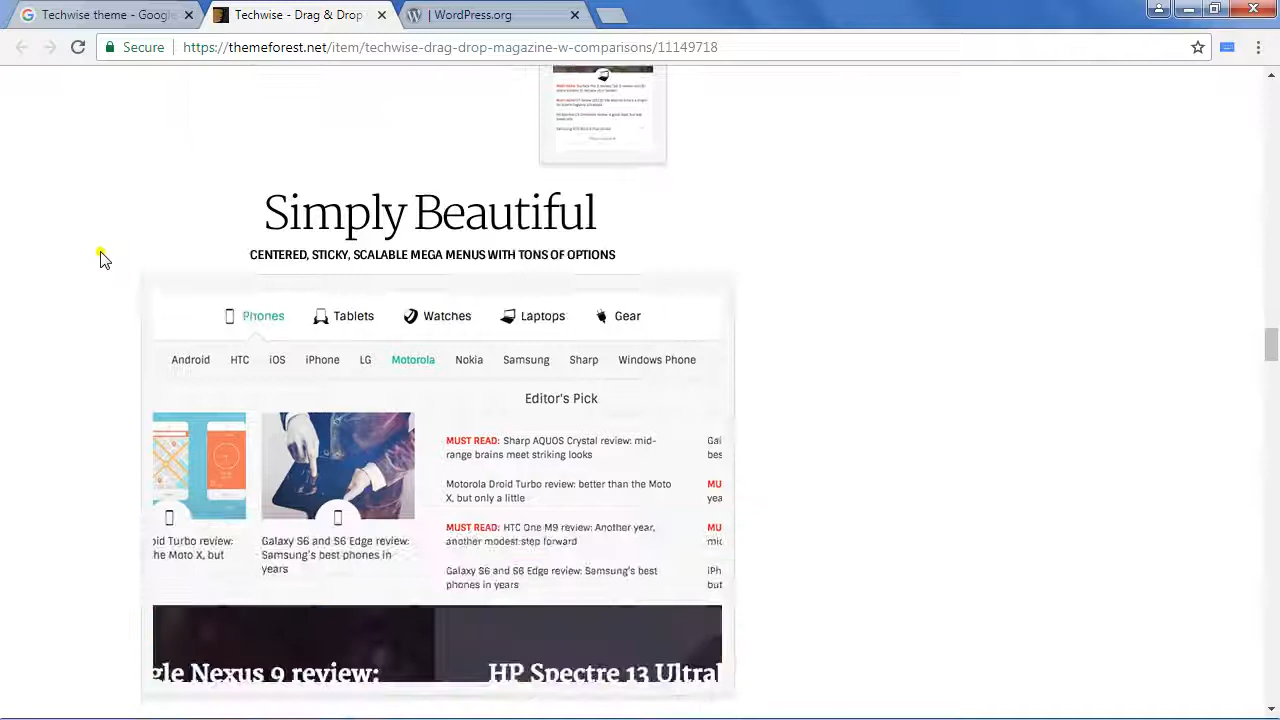 Techwise theme - Google
Techwise - Drag & Drop
| WordPress.org
Secure
https://themeforest.net/item/techwise-drag-drop-magazine-w-comparisons/11149718
Simply Beautiful
CENTERED, STICKY, SCALABLE MEGA MENUS WITH TONS OF OPTIONS
Phones Tablets Watches Laptops Gear
Android HTC iOS iPhone LG Motorola Nokia Samsung Sharp Windows Phone
Editor's Pick
MUST READ: Sharp AQUOS Crystal review: mid-
range brains meet striking looks
Gal
bes
Motorola Droid Turbo review: better than the Moto
X, but only a little
MU
yea
MUST READ: HTC One M9 review: Another year,
another modest step forward
MU
mic
Galaxy S6 and S6 Edge review: Samsung's best
phones in years
iPh
but
oid Turbo review:
he Moto X, but
Galaxy S6 and S6 Edge review:
Samsung's best phones in
years
gle Nexus 9 review:
HP Spectre 13 Ultral